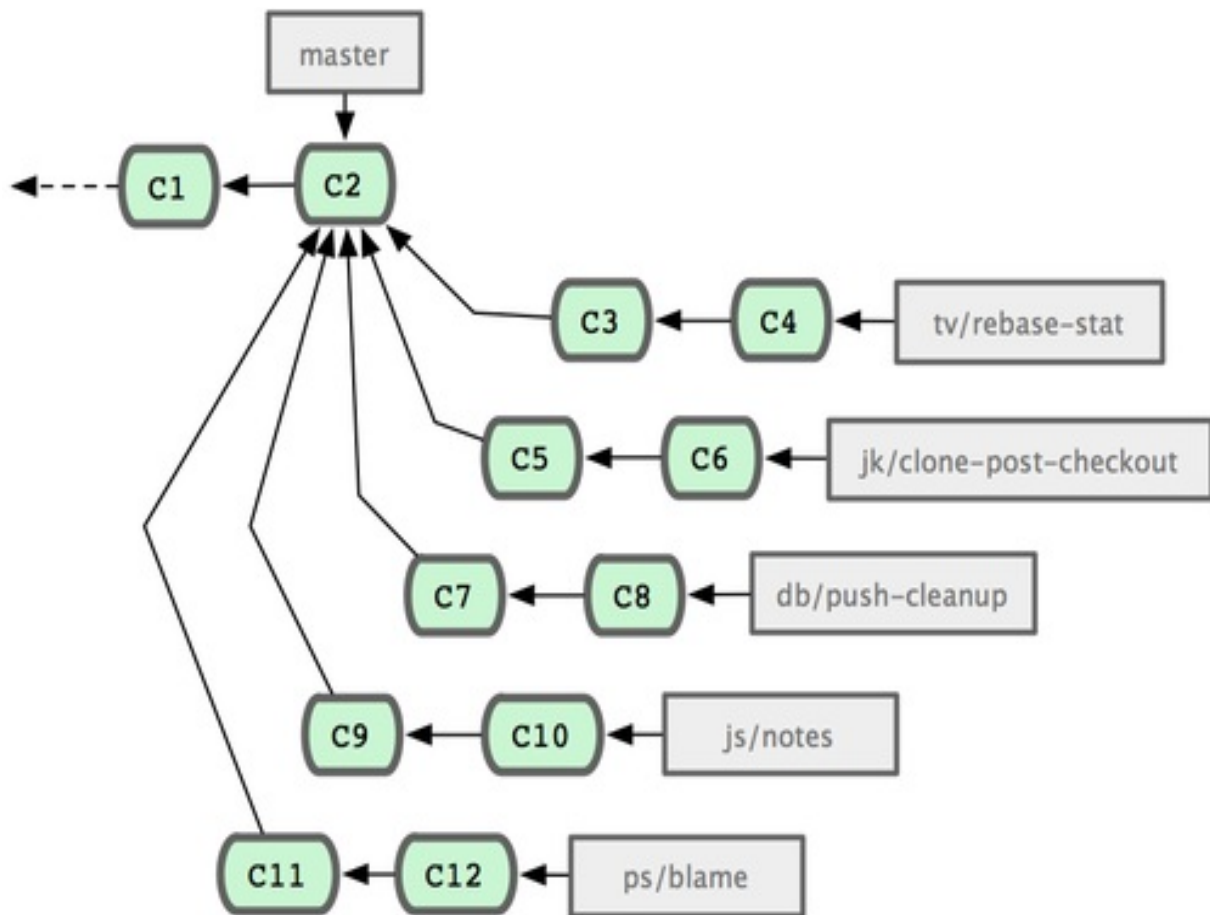 master
C1
C2
C3
C4
tv/rebase-stat
C5
C6
jk/clone-post-checkout
C7
C8
db/push-cleanup
C9
C10
js/notes
C11
C12
ps/blame